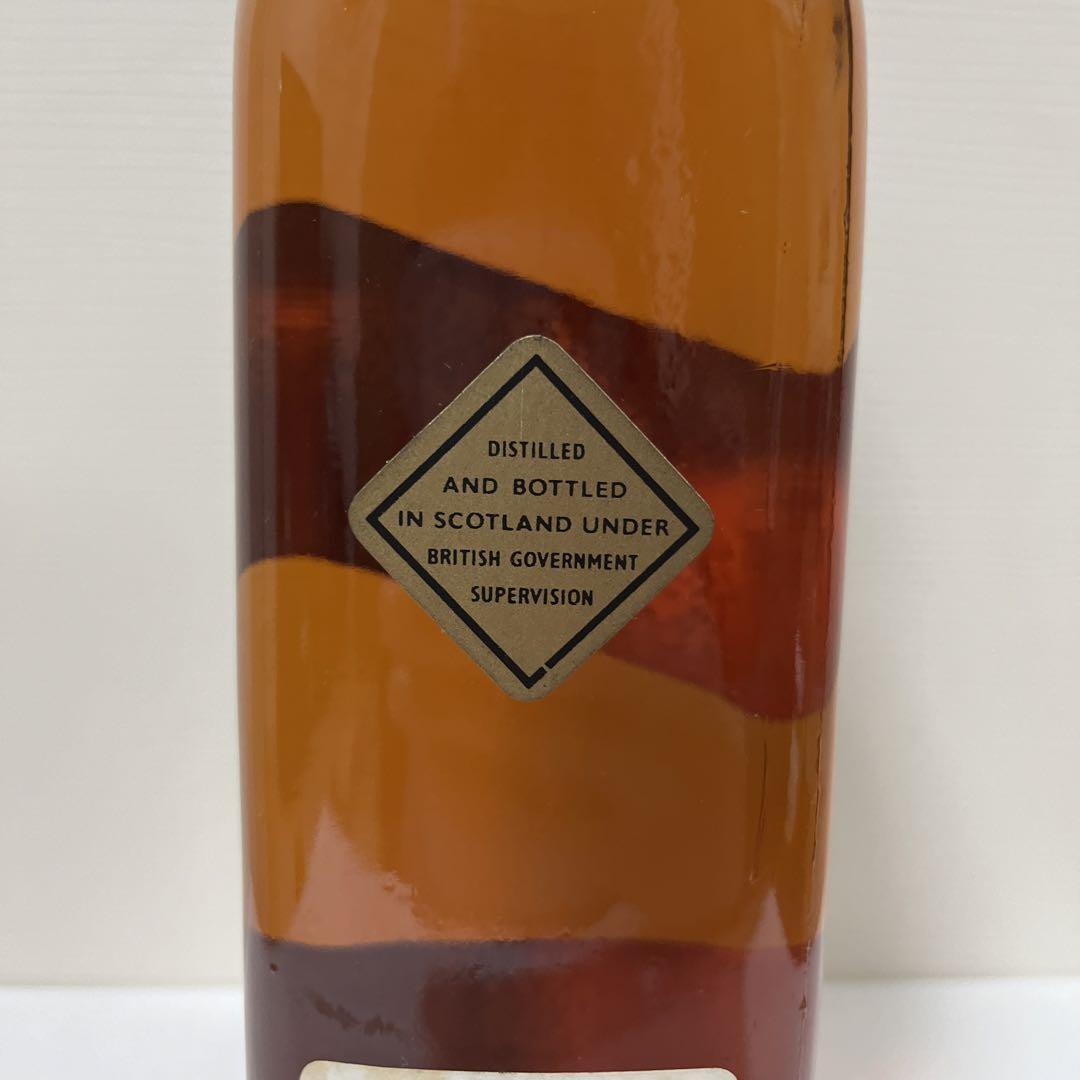 DISTILLED
AND BOTTLED
IN SCOTLAND UNDER
BRITISH GOVERNMENT
SUPERVISION